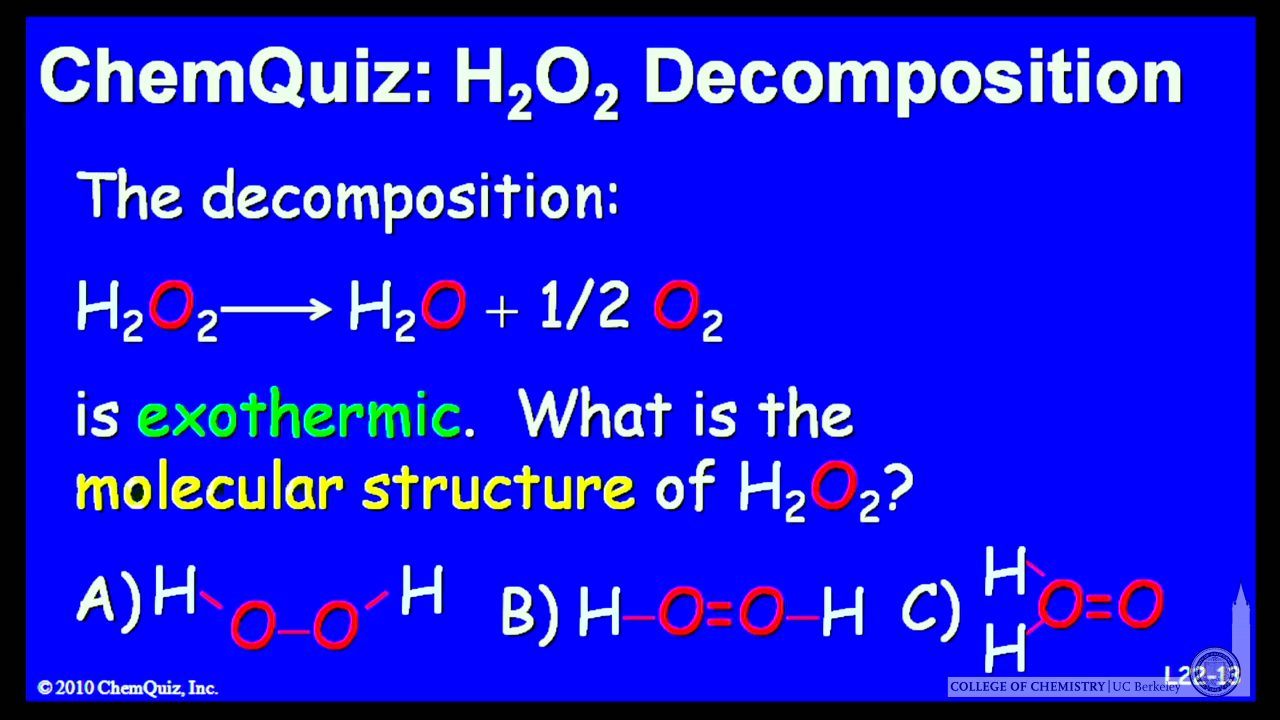 ChemQuiz: H₂O₂ Decomposition
The decomposition:
H₂O₂ ⟶ H₂O + 1/2 O₂
is exothermic. What is the
molecular structure of H₂O₂?
A) H–O–O–H B) H–O=O–H C) H H O=O
© 2010 ChemQuiz, Inc.
L22-13
COLLEGE OF CHEMISTRY | UC Berkeley